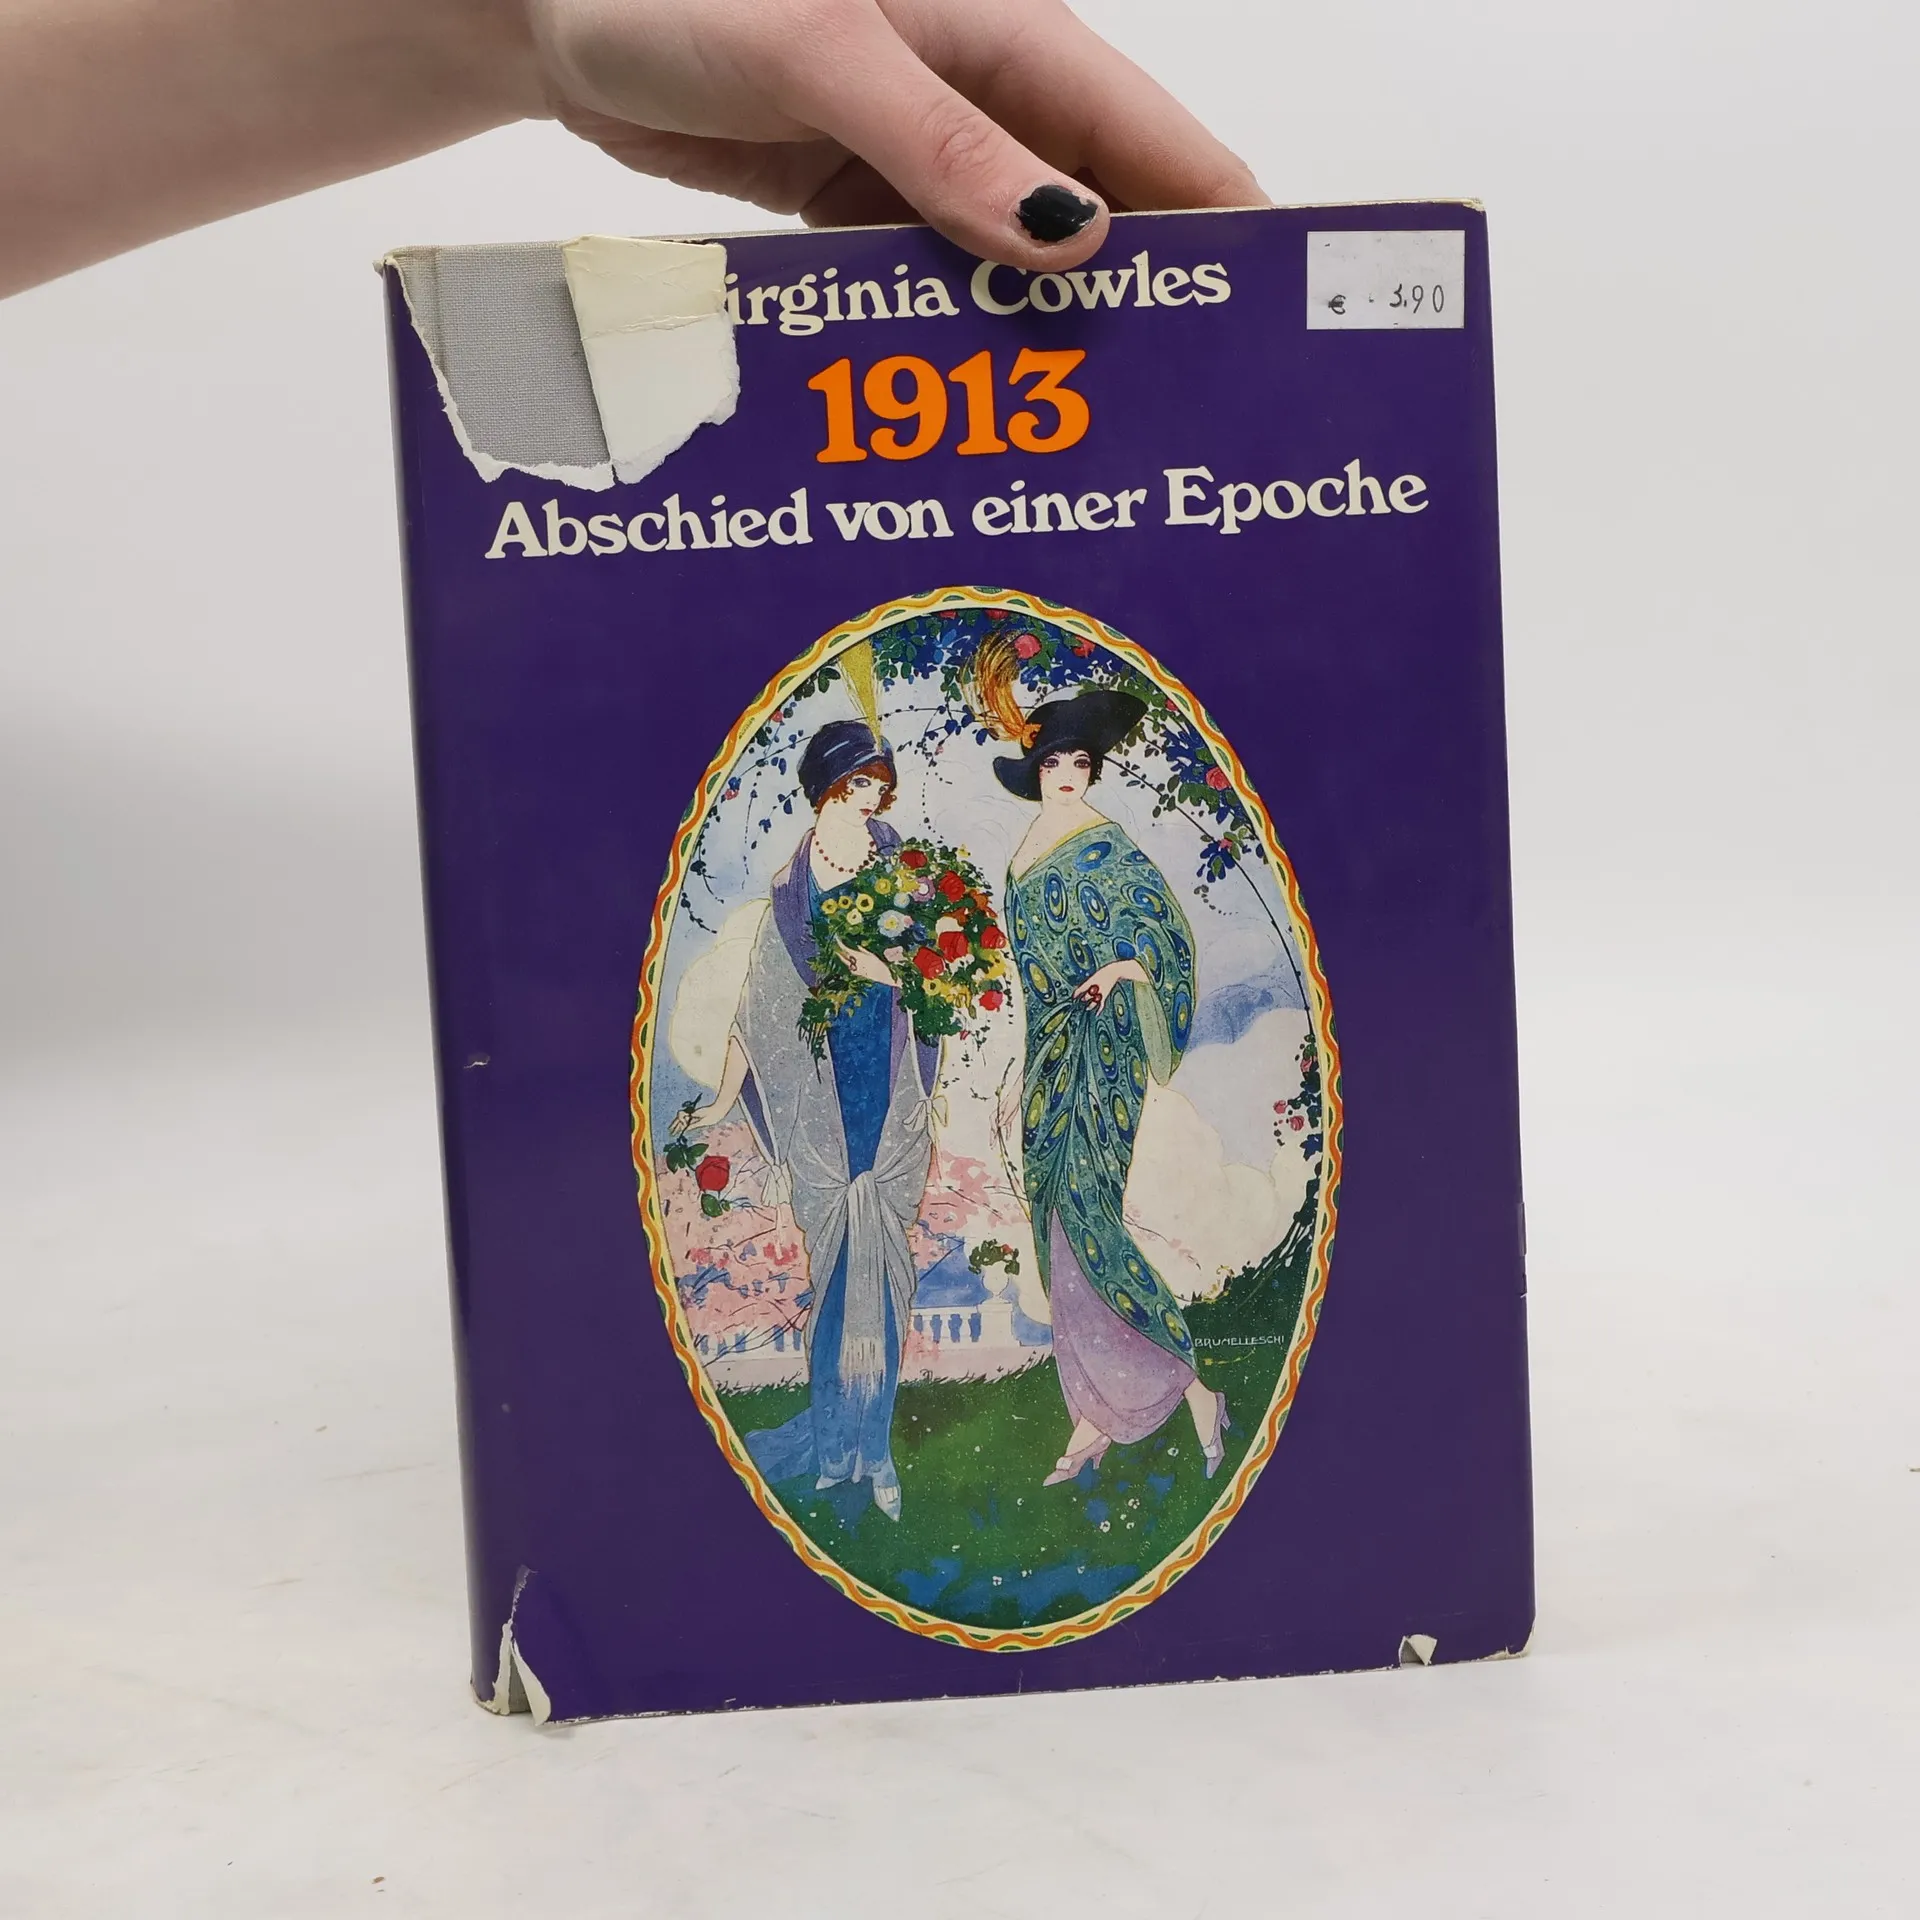 irginia Cowles
€ 3,90
1913
Abschied von einer Epoche
BRUNELLESCHI